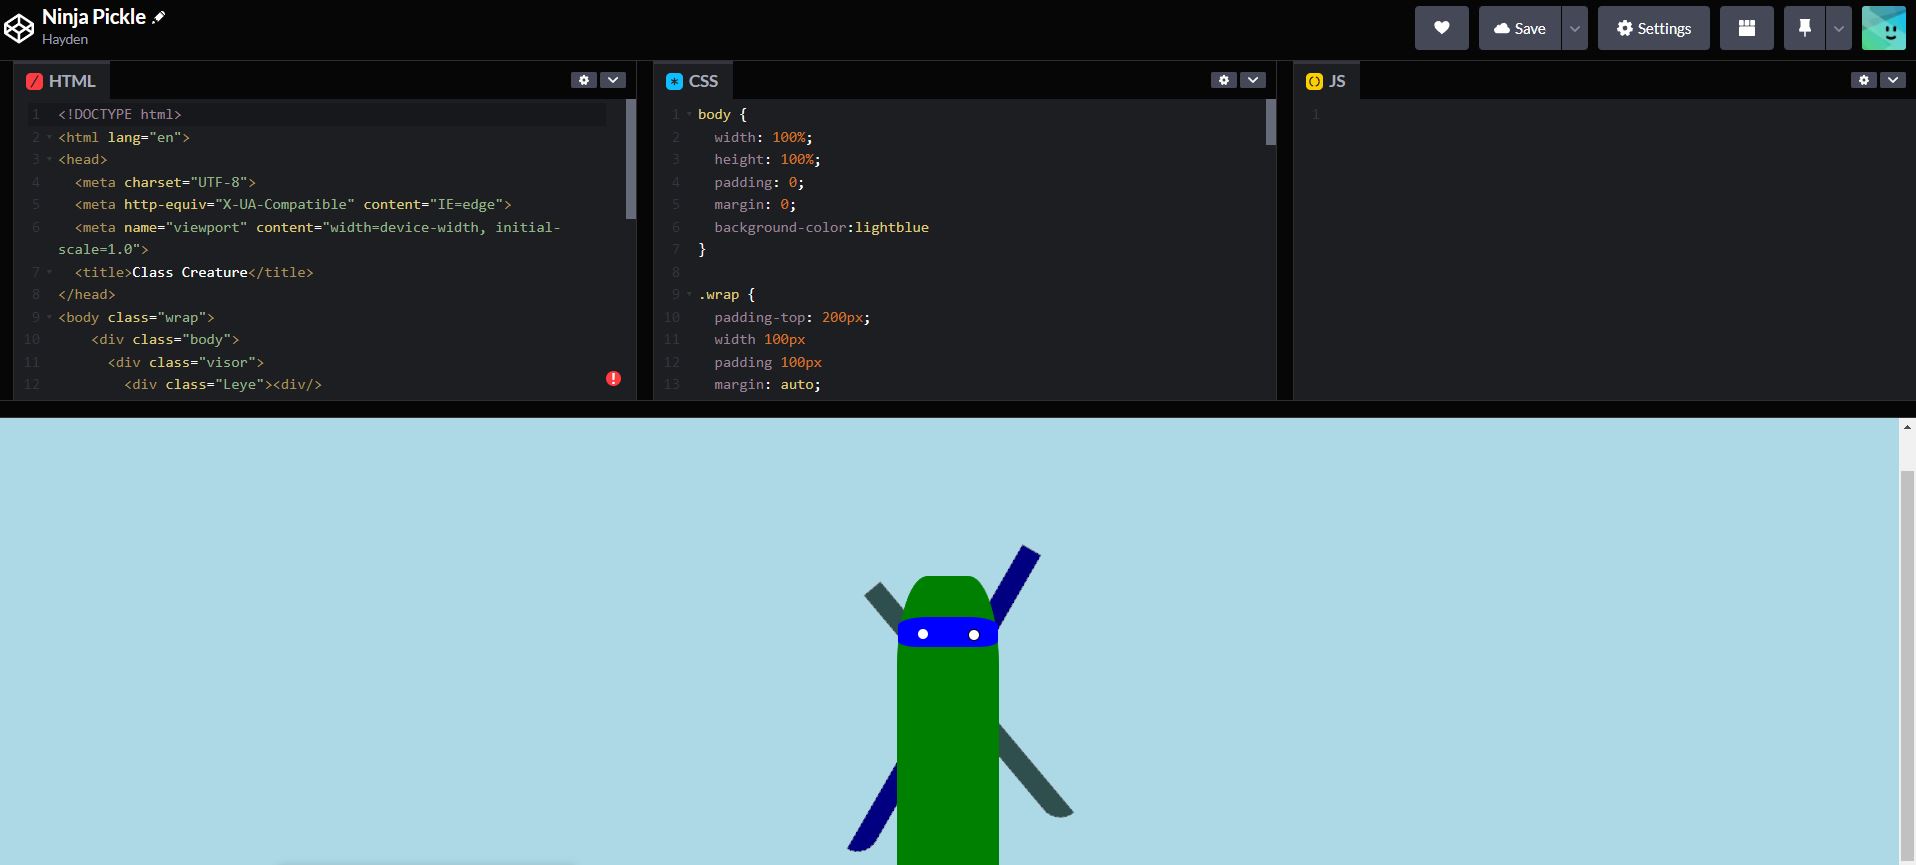 Ninja Pickle
Hayden
Save
Settings
HTML
1 <!DOCTYPE html>
2 <html lang="en">
3 <head>
4 <meta charset="UTF-8">
5 <meta http-equiv="X-UA-Compatible" content="IE=edge">
6 <meta name="viewport" content="width=device-width, initial-
scale=1.0">
7 <title>Class Creature</title>
8 </head>
9 <body class="wrap">
10 <div class="body">
11 <div class="visor">
12 <div class="Leye"><div/>
CSS
1 body {
2 width: 100%;
3 height: 100%;
4 padding: 0;
5 margin: 0;
6 background-color:lightblue
7 }
8
9 .wrap {
10 padding-top: 200px;
11 width 100px
12 padding 100px
13 margin: auto;
JS
1